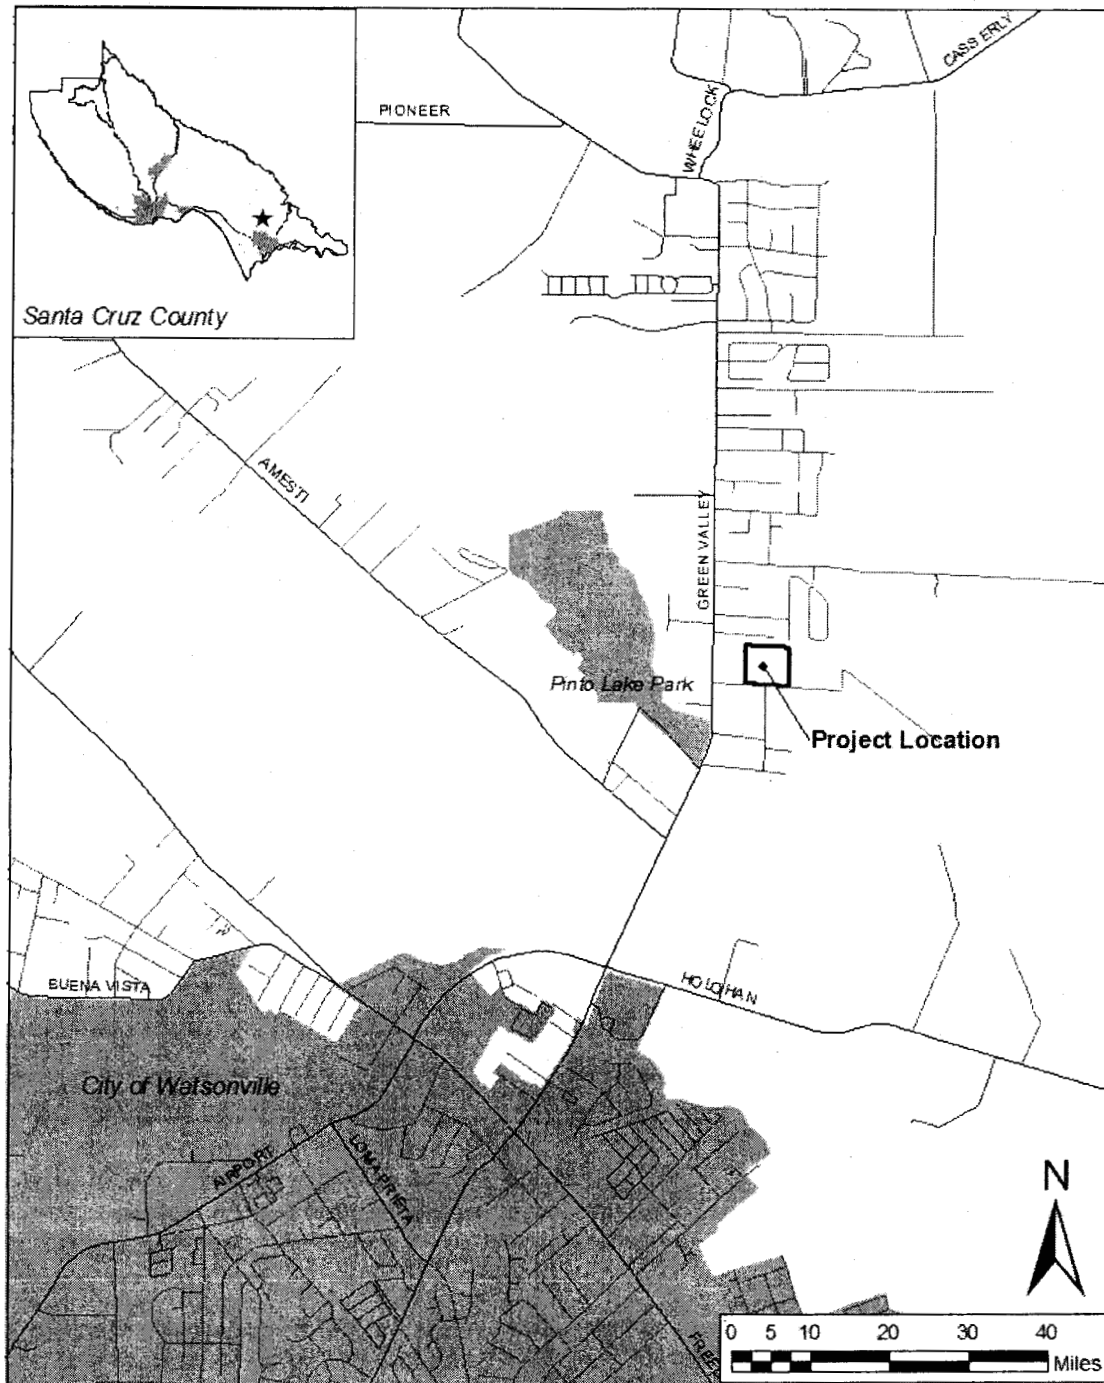 CASSERLY
PIONEER
WHEELOCK
Santa Cruz County
AMESTI
GREEN VALLEY
Pinto Lake Park
Project Location
BUENA VISTA
HOLOHAN
City of Watsonville
AIRPORT
LOMA PRIETA
N
0 5 10 20 30 40
Miles